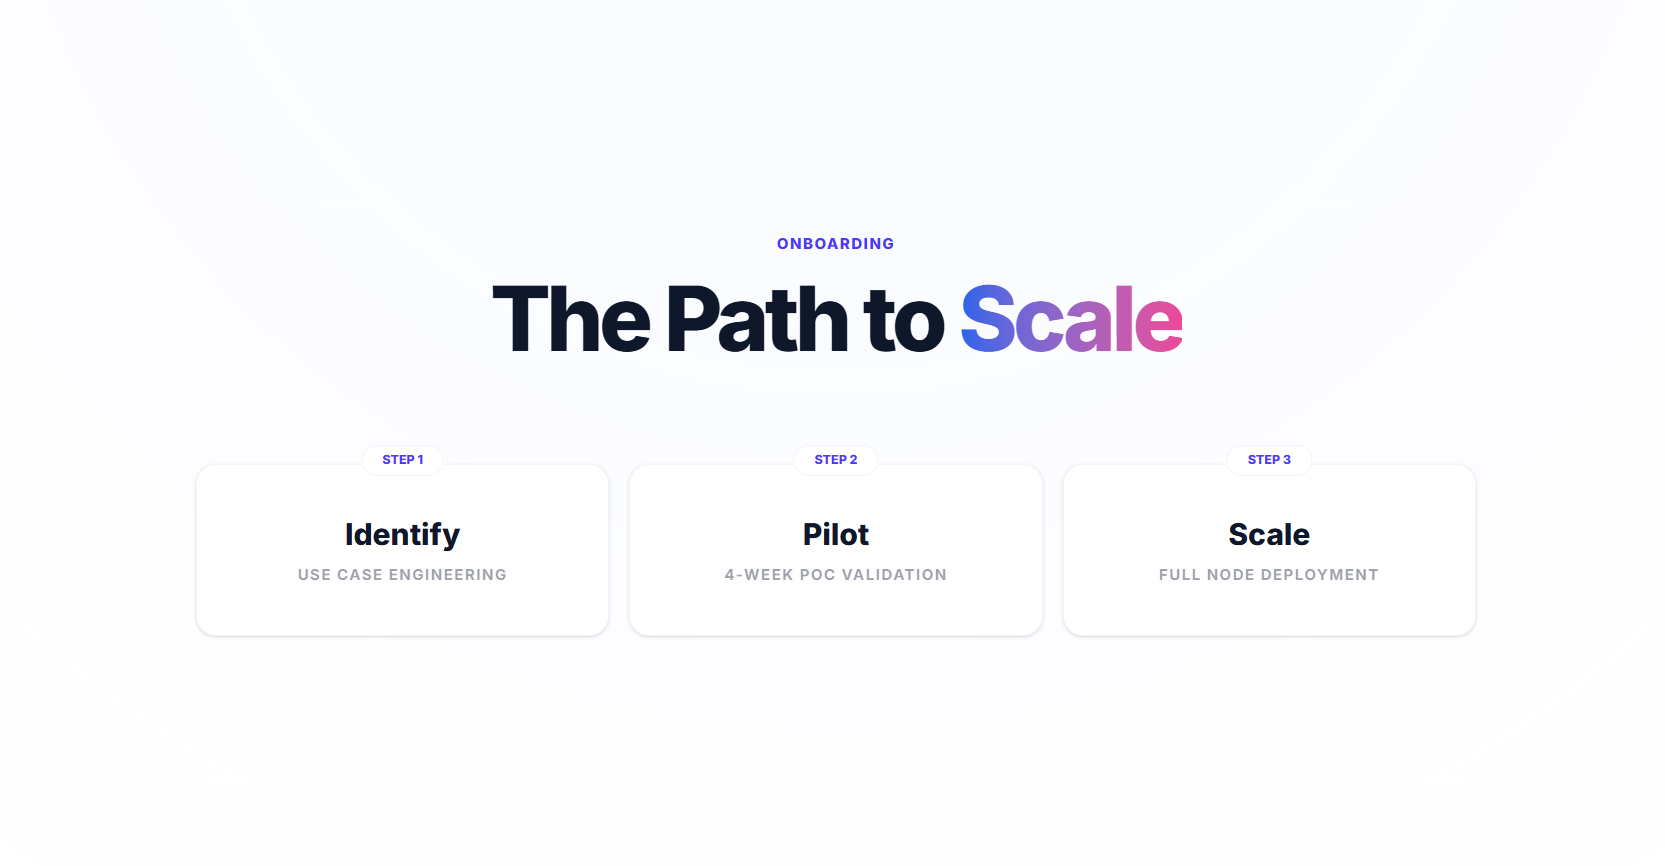 ONBOARDING
The Path to Scale
STEP 1
Identify
USE CASE ENGINEERING
STEP 2
Pilot
4-WEEK POC VALIDATION
STEP 3
Scale
FULL NODE DEPLOYMENT